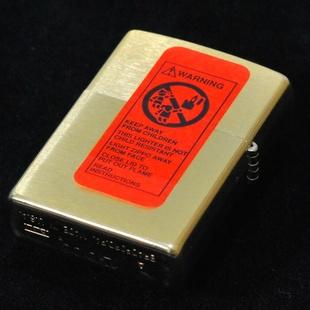 WARNING
KEEP AWAY
FROM CHILDREN
THIS LIGHTER IS NOT
CHILD RESISTANT
LIGHT ZIPPO AWAY
FROM FACE
CLOSE LID TO
PUT OUT FLAME
READ
INSTRUCTIONS